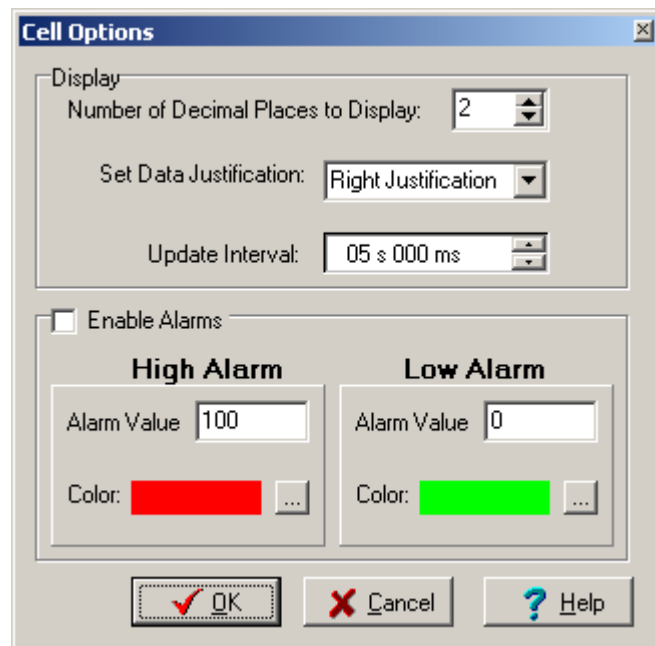 Cell Options
Display
Number of Decimal Places to Display: 2
Set Data Justification: Right Justification
Update Interval: 05 s 000 ms
Enable Alarms
High Alarm
Low Alarm
Alarm Value 100
Alarm Value 0
Color: ...
Color: ...
OK Cancel Help